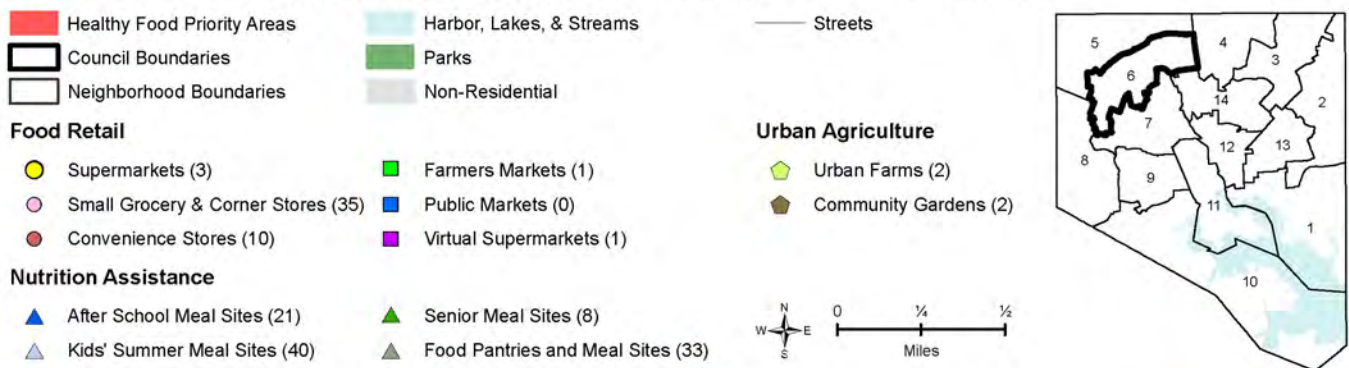 Healthy Food Priority Areas
Council Boundaries
Neighborhood Boundaries
Harbor, Lakes, & Streams
Parks
Non-Residential
Streets
Food Retail
Supermarkets (3)
Small Grocery & Corner Stores (35)
Convenience Stores (10)
Farmers Markets (1)
Public Markets (0)
Virtual Supermarkets (1)
Nutrition Assistance
After School Meal Sites (21)
Kids' Summer Meal Sites (40)
Senior Meal Sites (8)
Food Pantries and Meal Sites (33)
Urban Agriculture
Urban Farms (2)
Community Gardens (2)
N
W E
S
0 ¼ ½
Miles
5
4
3
6
2
14
7
12
13
8
9
11
1
10